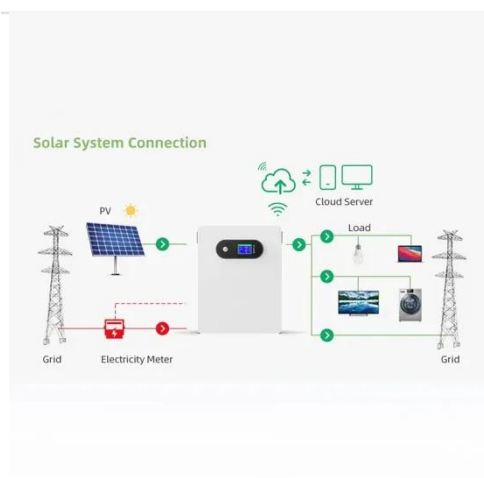 Solar System Connection
Cloud Server
PV
Load
Grid
Electricity Meter
Grid